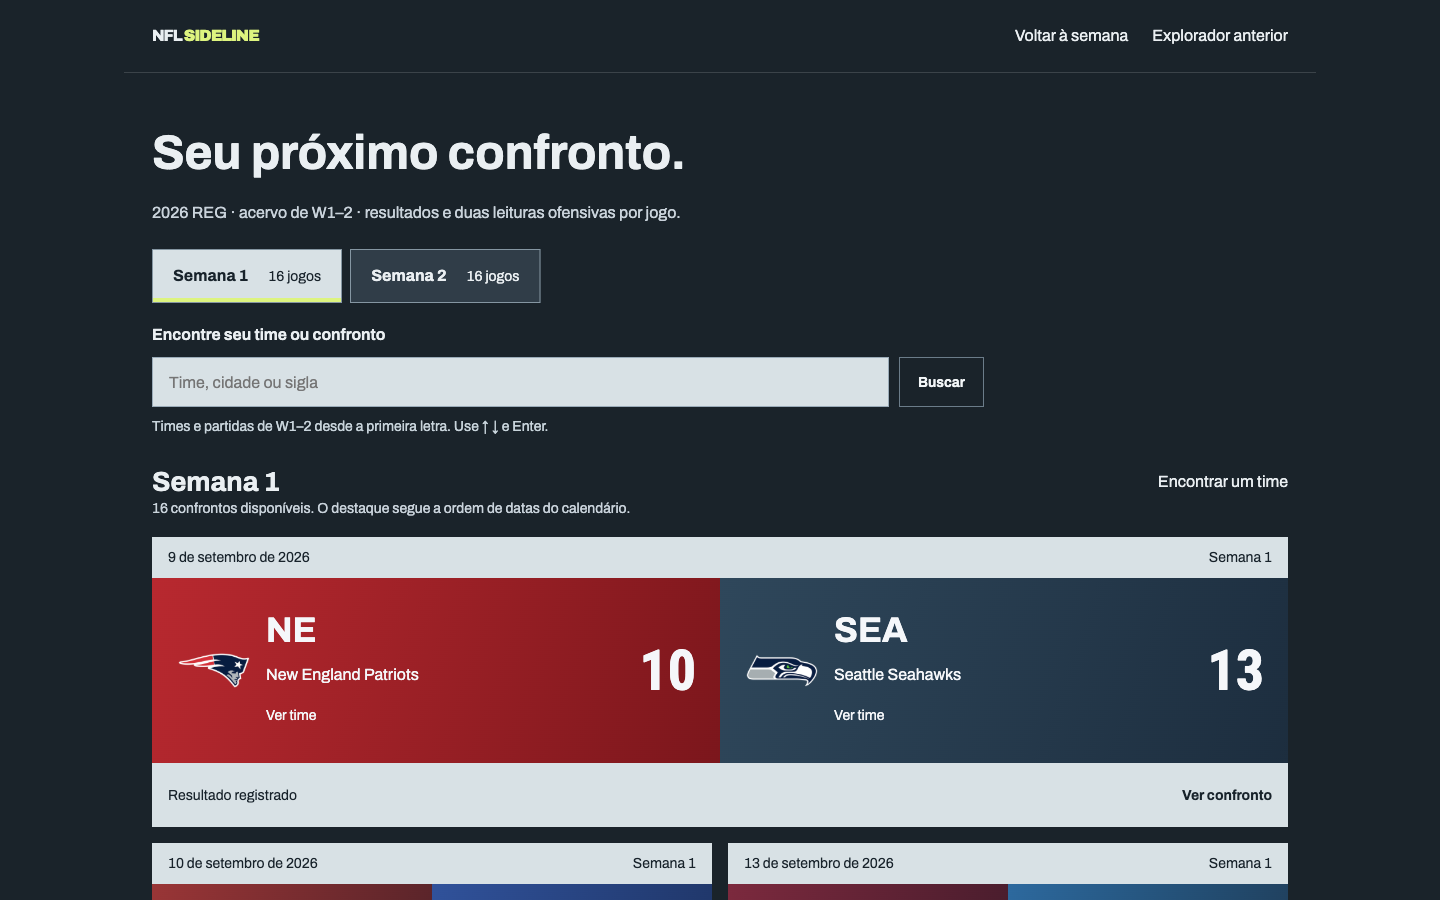 NFL SIDELINE
Voltar à semana
Explorador anterior
Seu próximo confronto.
2026 REG · acervo de W1–2 · resultados e duas leituras ofensivas por jogo.
Semana 1 16 jogos
Semana 2 16 jogos
Encontre seu time ou confronto
Time, cidade ou sigla
Buscar
Times e partidas de W1–2 desde a primeira letra. Use ↑ ↓ e Enter.
Semana 1
Encontrar um time
16 confrontos disponíveis. O destaque segue a ordem de datas do calendário.
9 de setembro de 2026
Semana 1
NE
New England Patriots
Ver time
10
SEA
Seattle Seahawks
Ver time
13
Resultado registrado
Ver confronto
10 de setembro de 2026
Semana 1
13 de setembro de 2026
Semana 1